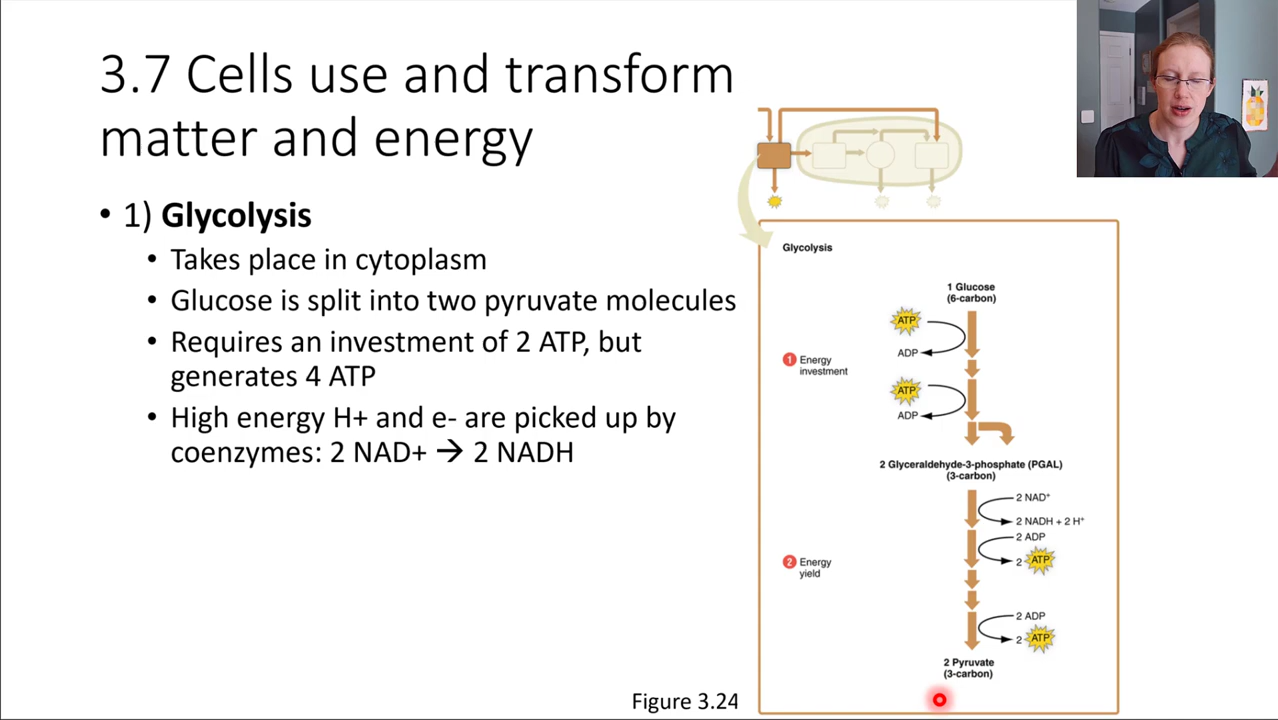 3.7 Cells use and transform
matter and energy
• 1) Glycolysis
• Takes place in cytoplasm
• Glucose is split into two pyruvate molecules
• Requires an investment of 2 ATP, but
generates 4 ATP
• High energy H+ and e- are picked up by
coenzymes: 2 NAD+ → 2 NADH
Glycolysis
1 Glucose
(6-carbon)
ATP
ADP
1 Energy
investment
ATP
ADP
2 Glyceraldehyde-3-phosphate (PGAL)
(3-carbon)
2 NAD⁺
2 NADH + 2 H⁺
2 ADP
2 ATP
2 Energy
yield
2 ADP
2 ATP
2 Pyruvate
(3-carbon)
Figure 3.24